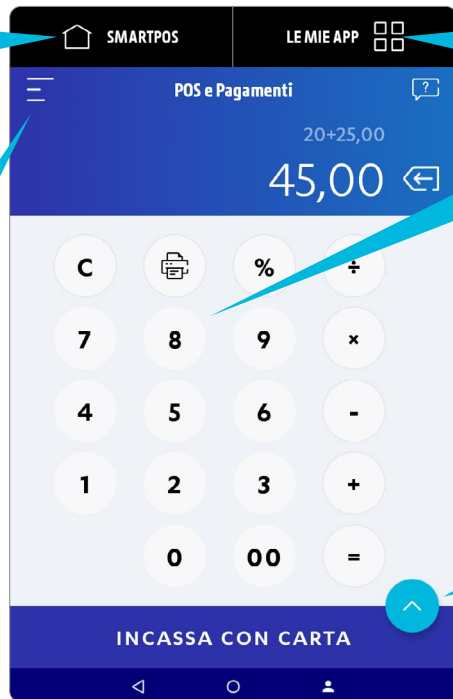 SMARTPOS LE MIE APP
POS e Pagamenti ?
20+25,00
45,00
C % ÷
7 8 9 ×
4 5 6 -
1 2 3 +
0 00 =
INCASSA CON CARTA